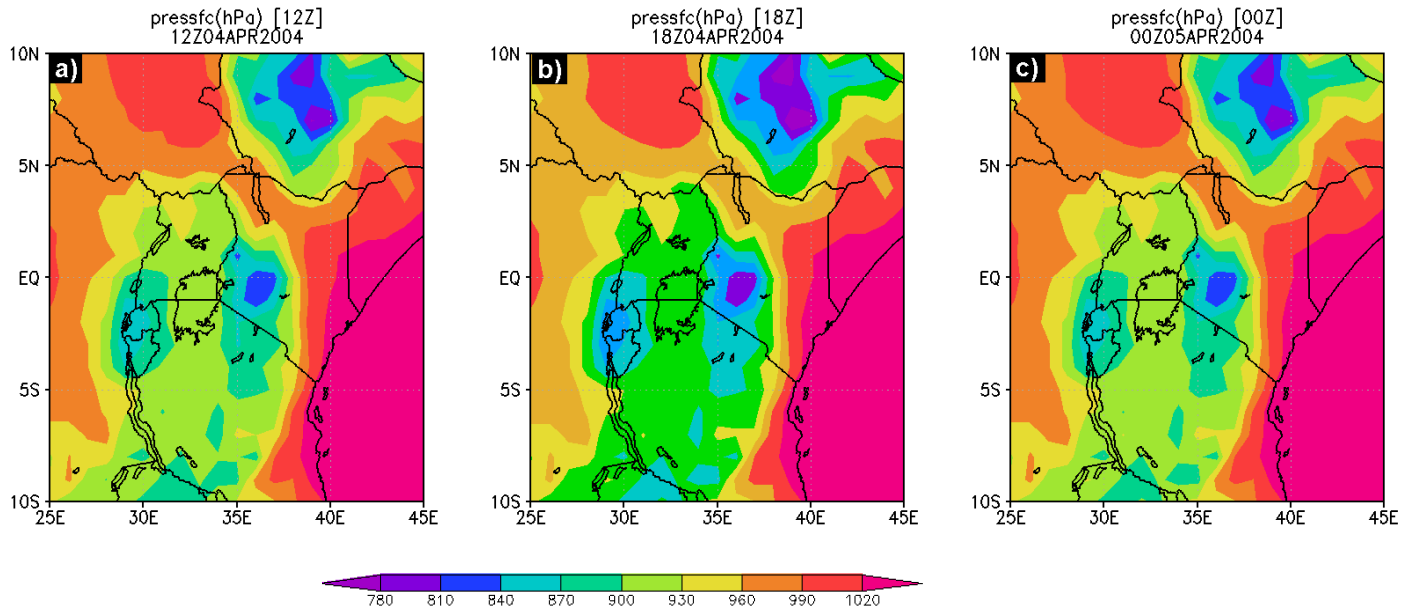 pressfc(hPa) [12Z]
12Z04APR2004
pressfc(hPa) [18Z]
18Z04APR2004
pressfc(hPa) [00Z]
00Z05APR2004
a)
b)
c)
10N
5N
EQ
5S
10S
25E 30E 35E 40E 45E
10N
5N
EQ
5S
10S
25E 30E 35E 40E 45E
10N
5N
EQ
5S
10S
25E 30E 35E 40E 45E
780 810 840 870 900 930 960 990 1020